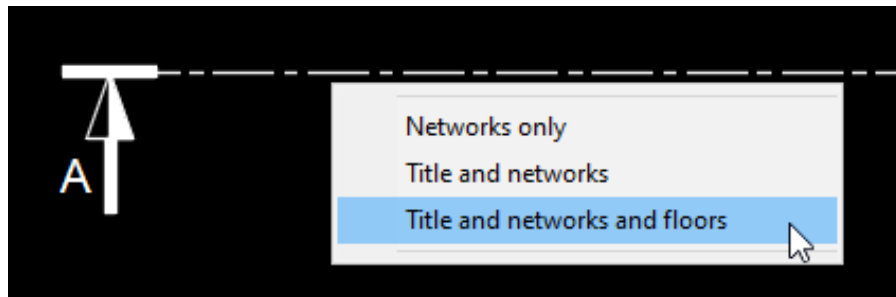 Networks only
Title and networks
A
Title and networks and floors